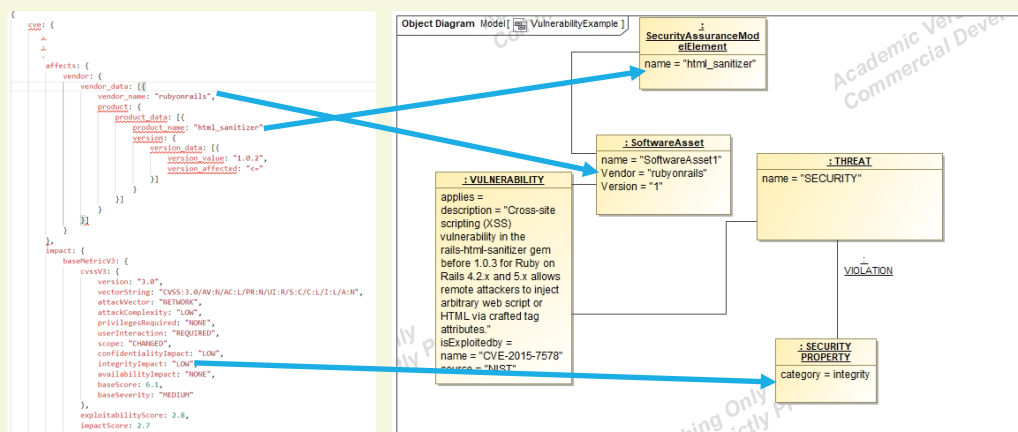 {
cve: {
.
.
.
affects: {
vendor: {
vendor_data: [{
vendor_name: "rubyonrails",
product: {
product_data: [{
product_name: "html_sanitizer"
version: {
version_data: [{
version_value: "1.0.2",
version_affected: "<="
}]
}
}]
}
}]
}
},
impact: {
baseMetricV3: {
cvssV3: {
version: "3.0",
vectorString: "CVSS:3.0/AV:N/AC:L/PR:N/UI:R/S:C/C:L/I:L/A:N",
attackVector: "NETWORK",
attackComplexity: "LOW",
privilegesRequired: "NONE",
userInteraction: "REQUIRED",
scope: "CHANGED",
confidentialityImpact: "LOW",
integrityImpact: "LOW",
availabilityImpact: "NONE",
baseScore: 6.1,
baseSeverity: "MEDIUM"
},
exploitabilityScore: 2.8,
impactScore: 2.7
Object Diagram Model[ VulnerabilityExample ]
:
SecurityAssuranceMod
elElement
name = "html_sanitizer"
: SoftwareAsset
name = "SoftwareAsset1"
Vendor = "rubyonrails"
Version = "1"
: VULNERABILITY
applies =
description = "Cross-site
scripting (XSS)
vulnerability in the
rails-html-sanitizer gem
before 1.0.3 for Ruby on
Rails 4.2.x and 5.x allows
remote attackers to inject
arbitrary web script or
HTML via crafted tag
attributes."
isExploitedby =
name = "CVE-2015-7578"
source = "NIST"
: THREAT
name = "SECURITY"
:
VIOLATION
: SECURITY
PROPERTY
category = integrity
Academic Ver
Commercial Devel